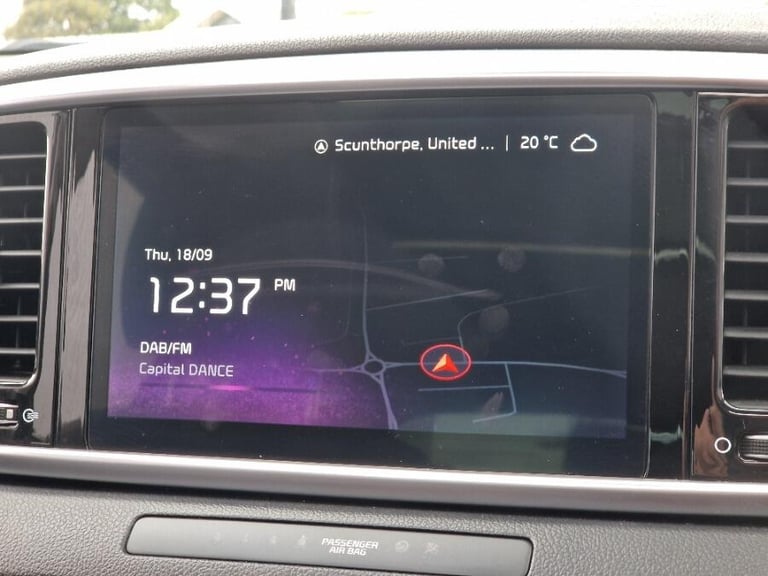 Scunthorpe, United ... | 20 °C
Thu, 18/09
12:37 PM
DAB/FM
Capital DANCE
PASSENGER
AIR BAG